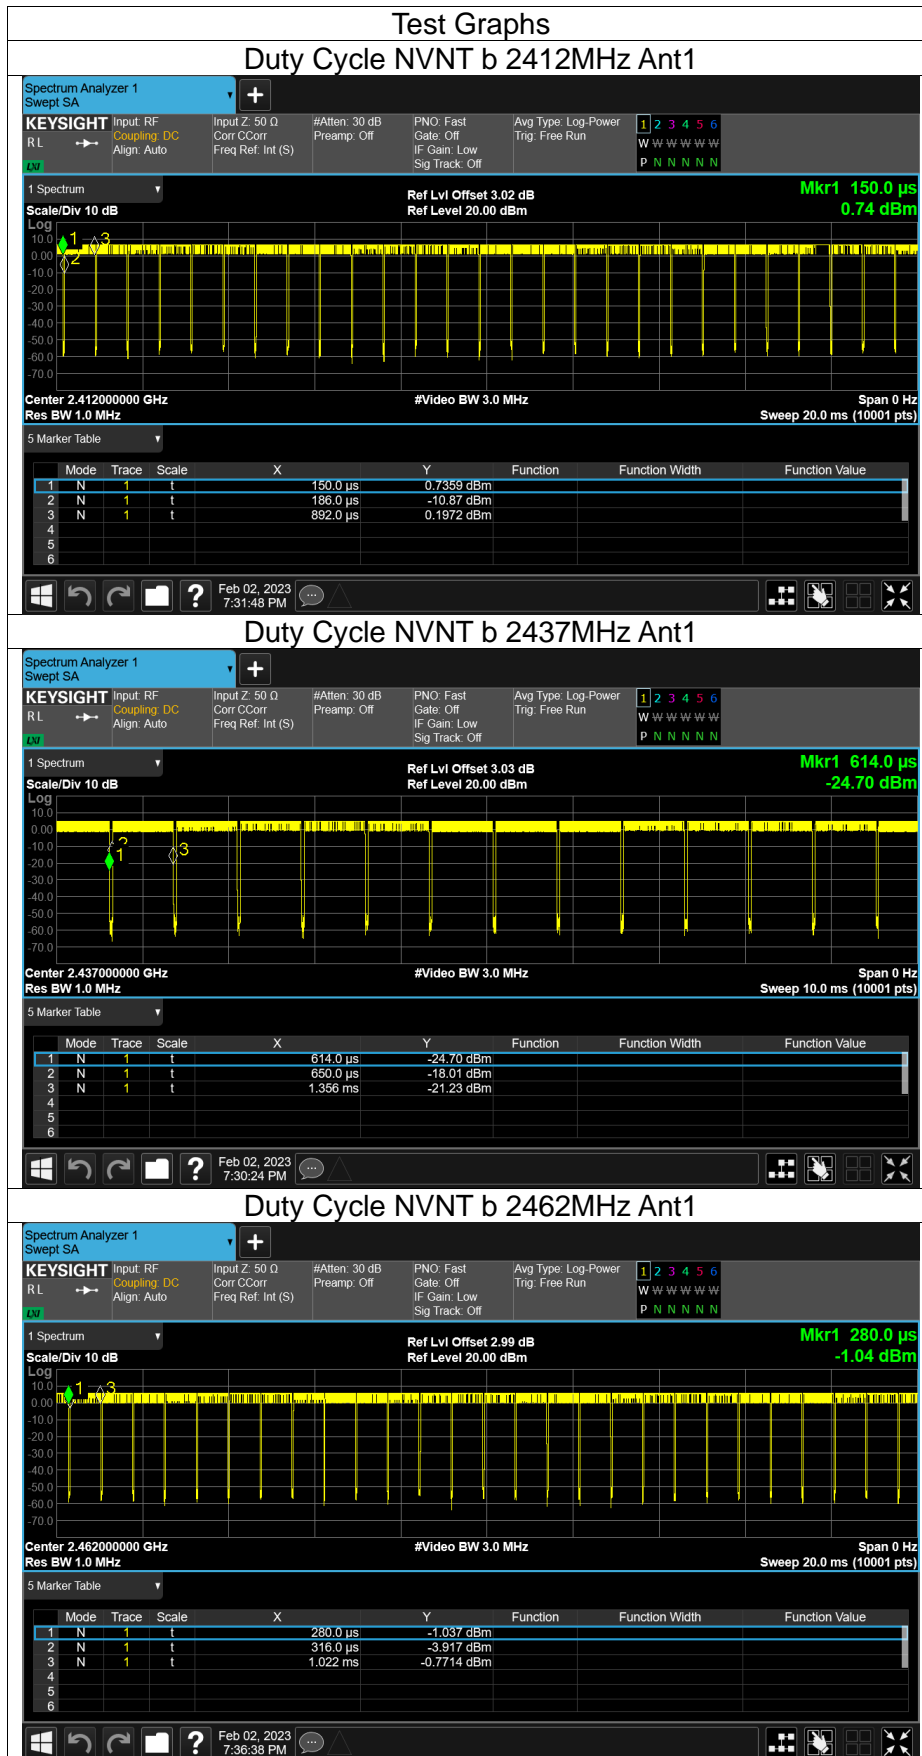 Test Graphs
Duty Cycle NVNT b 2412MHz Ant1
Spectrum Analyzer 1
Swept SA
+
KEYSIGHT Input: RF Input Z: 50 Ω #Atten: 30 dB PNO: Fast Avg Type: Log-Power 1 2 3 4 5 6
RL Coupling: DC Corr CCorr Preamp: Off Gate: Off Trig: Free Run W W W W W W
Align: Auto Freq Ref: Int (S) IF Gain: Low P N N N N N
LXI Sig Track: Off
1 Spectrum Ref Lvl Offset 3.02 dB Mkr1 150.0 µs
Scale/Div 10 dB Ref Level 20.00 dBm 0.74 dBm
Log
10.0 1 3
0.00 2
-10.0
-20.0
-30.0
-40.0
-50.0
-60.0
-70.0
Center 2.412000000 GHz #Video BW 3.0 MHz Span 0 Hz
Res BW 1.0 MHz Sweep 20.0 ms (10001 pts)
5 Marker Table
Mode Trace Scale X Y Function Function Width Function Value
1 N 1 t 150.0 µs 0.7359 dBm
2 N 1 t 186.0 µs -10.87 dBm
3 N 1 t 892.0 µs 0.1972 dBm
4
5
6
? Feb 02, 2023
7:31:48 PM
Duty Cycle NVNT b 2437MHz Ant1
Spectrum Analyzer 1
Swept SA
+
KEYSIGHT Input: RF Input Z: 50 Ω #Atten: 30 dB PNO: Fast Avg Type: Log-Power 1 2 3 4 5 6
RL Coupling: DC Corr CCorr Preamp: Off Gate: Off Trig: Free Run W W W W W W
Align: Auto Freq Ref: Int (S) IF Gain: Low P N N N N N
LXI Sig Track: Off
1 Spectrum Ref Lvl Offset 3.03 dB Mkr1 614.0 µs
Scale/Div 10 dB Ref Level 20.00 dBm -24.70 dBm
Log
10.0
0.00
-10.0 2
-20.0 1 3
-30.0
-40.0
-50.0
-60.0
-70.0
Center 2.437000000 GHz #Video BW 3.0 MHz Span 0 Hz
Res BW 1.0 MHz Sweep 10.0 ms (10001 pts)
5 Marker Table
Mode Trace Scale X Y Function Function Width Function Value
1 N 1 t 614.0 µs -24.70 dBm
2 N 1 t 650.0 µs -18.01 dBm
3 N 1 t 1.356 ms -21.23 dBm
4
5
6
? Feb 02, 2023
7:30:24 PM
Duty Cycle NVNT b 2462MHz Ant1
Spectrum Analyzer 1
Swept SA
+
KEYSIGHT Input: RF Input Z: 50 Ω #Atten: 30 dB PNO: Fast Avg Type: Log-Power 1 2 3 4 5 6
RL Coupling: DC Corr CCorr Preamp: Off Gate: Off Trig: Free Run W W W W W W
Align: Auto Freq Ref: Int (S) IF Gain: Low P N N N N N
LXI Sig Track: Off
1 Spectrum Ref Lvl Offset 2.99 dB Mkr1 280.0 µs
Scale/Div 10 dB Ref Level 20.00 dBm -1.04 dBm
Log
10.0 1 3
0.00
-10.0
-20.0
-30.0
-40.0
-50.0
-60.0
-70.0
Center 2.462000000 GHz #Video BW 3.0 MHz Span 0 Hz
Res BW 1.0 MHz Sweep 20.0 ms (10001 pts)
5 Marker Table
Mode Trace Scale X Y Function Function Width Function Value
1 N 1 t 280.0 µs -1.037 dBm
2 N 1 t 316.0 µs -3.917 dBm
3 N 1 t 1.022 ms -0.7714 dBm
4
5
6
? Feb 02, 2023
7:36:38 PM